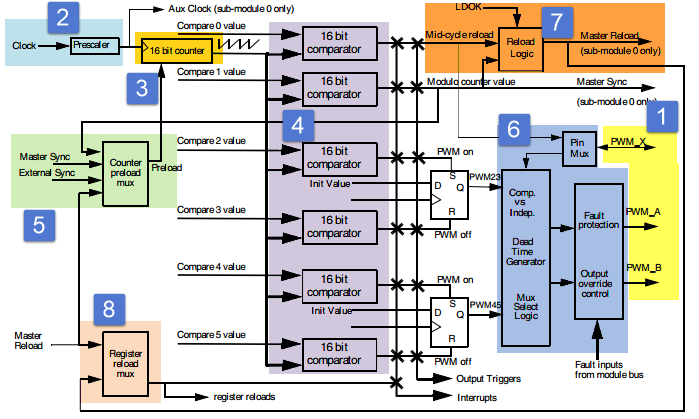 Aux Clock (sub-module 0 only)
2
Clock
Prescaler
16 bit counter
3
Compare 0 value
16 bit
comparator
Compare 1 value
16 bit
comparator
4
LDOK
Mid-cycle reload
Reload
Logic
7
Master Reload
(sub-module 0 only)
Modulo counter value
Master Sync
(sub-module 0 only)
Master Sync
External Sync
Counter
preload
mux
Preload
5
Compare 2 value
16 bit
comparator
Init Value
Compare 3 value
16 bit
comparator
PWM on
S
D
Q
R
PWM off
PWM23
6
Pin
Mux
1
PWM_X
Comp.
vs
Indep.
Dead
Time
Generator
Mux
Select
Logic
Fault
protection
Output
override
control
PWM_A
PWM_B
Compare 4 value
16 bit
comparator
Init Value
Compare 5 value
16 bit
comparator
PWM on
S
D
Q
R
PWM off
PWM45
8
Master
Reload
Register
reload
mux
register reloads
Output Triggers
Interrupts
Fault inputs
from module bus